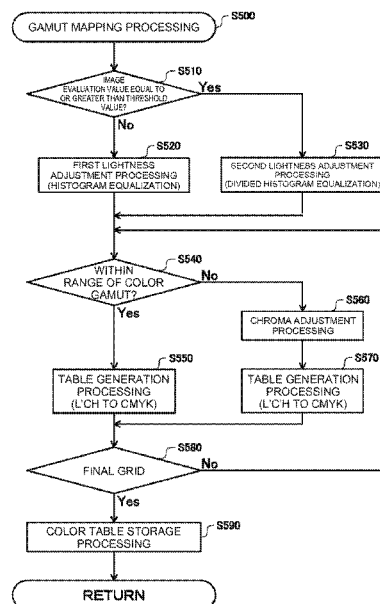 GAMUT MAPPING PROCESSING
S500
IMAGE
EVALUATION VALUE EQUAL TO
OR GREATER THAN THRESHOLD
VALUE?
S510
Yes
No
S520
FIRST LIGHTNESS
ADJUSTMENT PROCESSING
(HISTOGRAM EQUALIZATION)
S530
SECOND LIGHTNESS ADJUSTMENT
PROCESSING
(DIVIDED HISTOGRAM EQUALIZATION)
S540
WITHIN
RANGE OF COLOR
GAMUT?
No
Yes
S560
CHROMA ADJUSTMENT
PROCESSING
S550
TABLE GENERATION
PROCESSING
(L'CH TO CMYK)
S570
TABLE GENERATION
PROCESSING
(L'C'H TO CMYK)
S580
FINAL GRID
No
Yes
S590
COLOR TABLE STORAGE
PROCESSING
RETURN